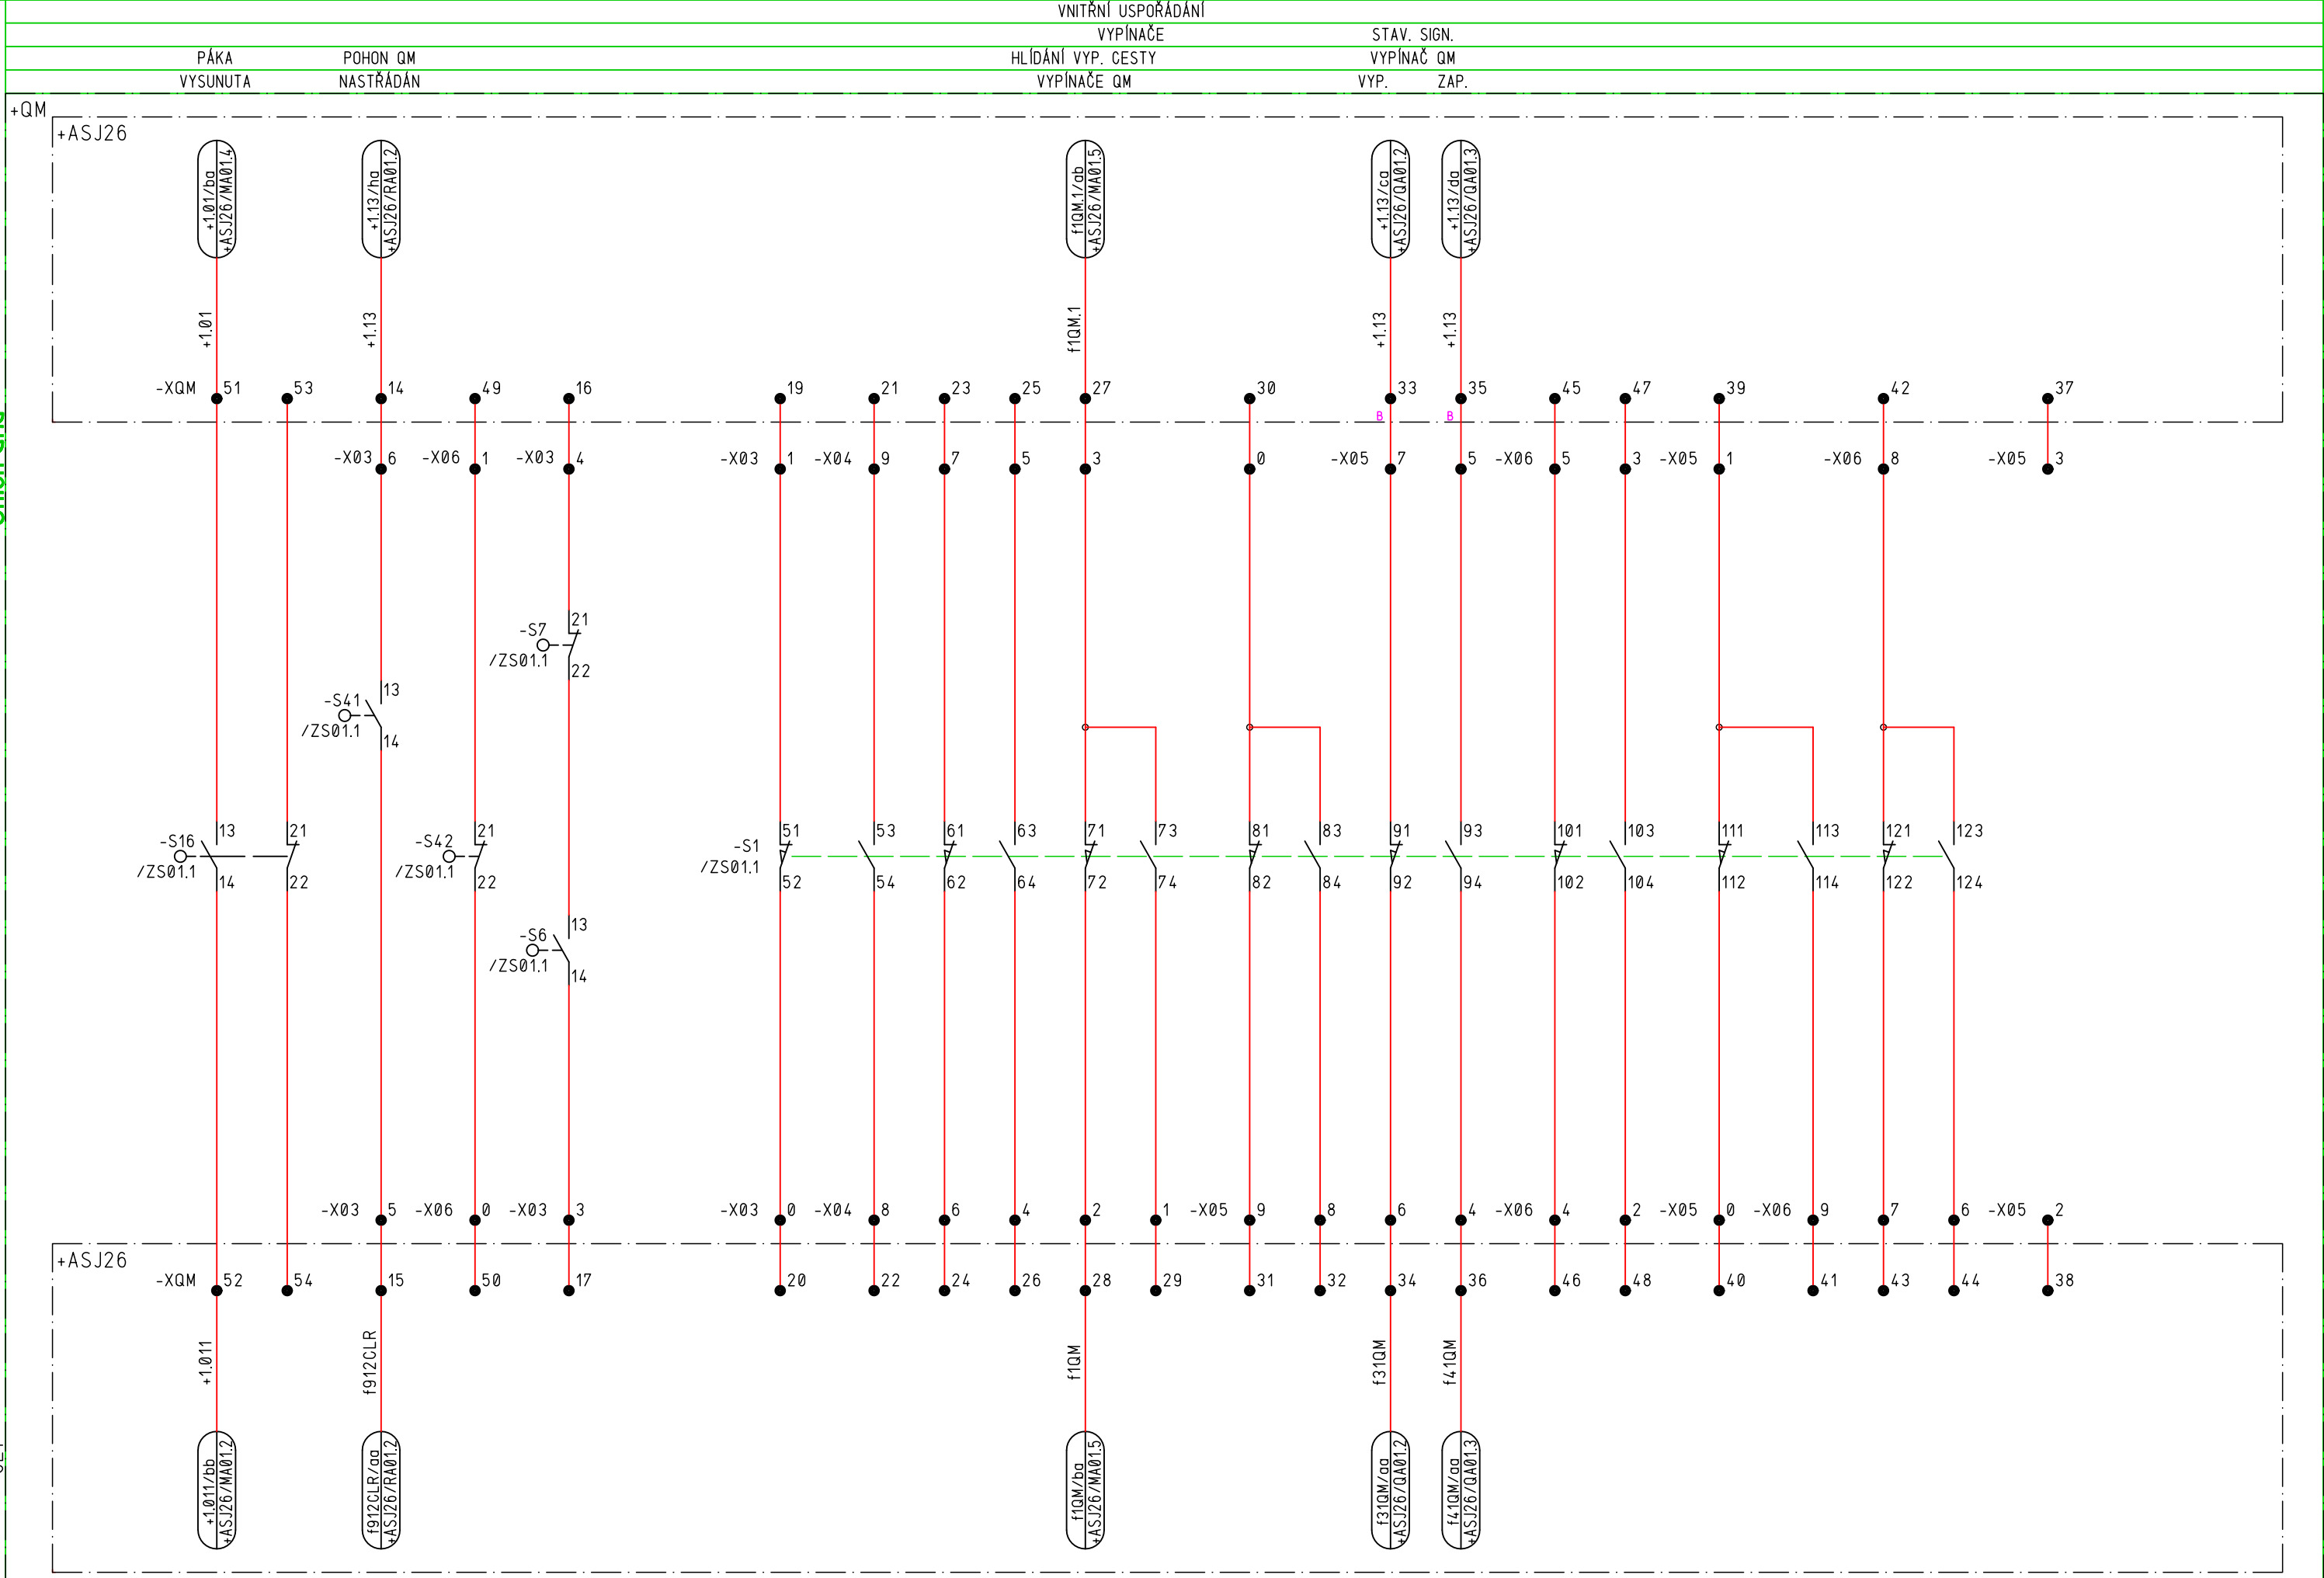 VNITŘNÍ USPOŘÁDÁNÍ
VYPÍNAČE STAV. SIGN.
PÁKA POHON QM HLÍDÁNÍ VYP. CESTY VYPÍNAČ QM
VYSUNUTA NASTŘÁDÁN VYPÍNAČE QM VYP. ZAP.
+QM
+ASJ26
+1.01/ba
+ASJ26/MA01.4
+1.13/ha
+ASJ26/RA01.2
f1QM.1/ab
+ASJ26/MA01.5
+1.13/ca
+ASJ26/QA01.2
+1.13/da
+ASJ26/QA01.3
+1.01 +1.13 f1QM.1 +1.13 +1.13
-XQM 51 53 14 49 16 19 21 23 25 27 30 33 35 45 47 39 42 37
B B
-X03 6 -X06 1 -X03 4 -X03 1 -X04 9 7 5 3 0 -X05 7 5 -X06 5 3 -X05 1 -X06 8 -X05 3
21
-S7
/ZS01.1
22
13
-S41
/ZS01.1
14
13 21 21 51 53 61 63 71 73 81 83 91 93 101 103 111 113 121 123
-S16 -S42 -S1
/ZS01.1 /ZS01.1 /ZS01.1
14 22 22 52 54 62 64 72 74 82 84 92 94 102 104 112 114 122 124
13
-S6
/ZS01.1
14
-X03 5 -X06 0 -X03 3 -X03 0 -X04 8 6 4 2 1 -X05 9 8 6 4 -X06 4 2 -X05 0 -X06 9 7 6 -X05 2
+ASJ26
-XQM 52 54 15 50 17 20 22 24 26 28 29 31 32 34 36 46 48 40 41 43 44 38
+1.011 f912CLR f1QM f31QM f41QM
+1.011/bb
+ASJ26/MA01.2
f912CLR/aa
+ASJ26/RA01.2
f1QM/ba
+ASJ26/MA01.5
f31QM/aa
+ASJ26/QA01.2
f41QM/aa
+ASJ26/QA01.3